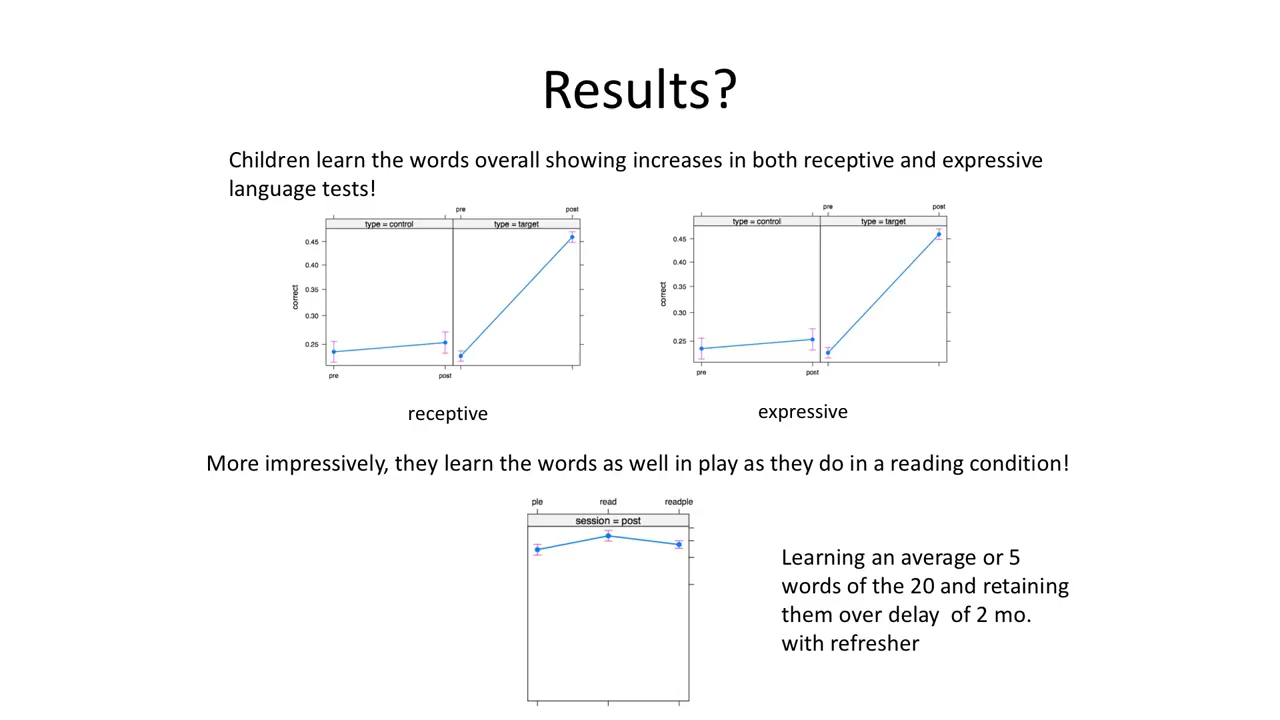 Results?
Children learn the words overall showing increases in both receptive and expressive
language tests!
pre post
type = control type = target
0.45
0.40
0.35
0.30
0.25
correct
pre post
receptive
pre post
type = control type = target
0.45
0.40
0.35
0.30
0.25
correct
pre post
expressive
More impressively, they learn the words as well in play as they do in a reading condition!
ple read readple
session = post
Learning an average or 5
words of the 20 and retaining
them over delay of 2 mo.
with refresher